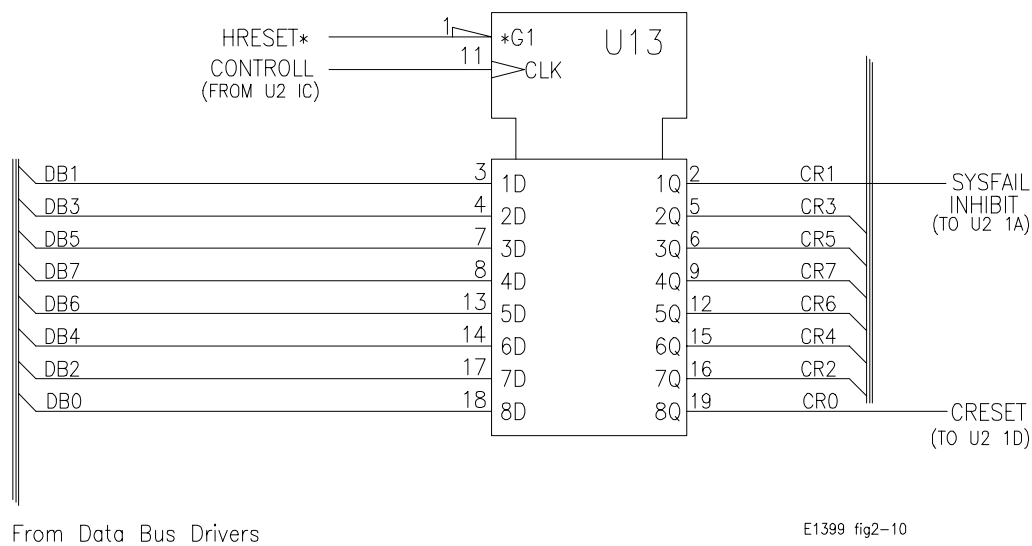 HRESET* 1 *G1 U13
CONTROLL 11 CLK
(FROM U2 IC)
DB1 3 1D 1Q 2 CR1 SYSFAIL
INHIBIT
(TO U2 1A)
DB3 4 2D 2Q 5 CR3
DB5 7 3D 3Q 6 CR5
DB7 8 4D 4Q 9 CR7
DB6 13 5D 5Q 12 CR6
DB4 14 6D 6Q 15 CR4
DB2 17 7D 7Q 16 CR2
DB0 18 8D 8Q 19 CR0 CRESET
(TO U2 1D)
From Data Bus Drivers
E1399 fig2-10